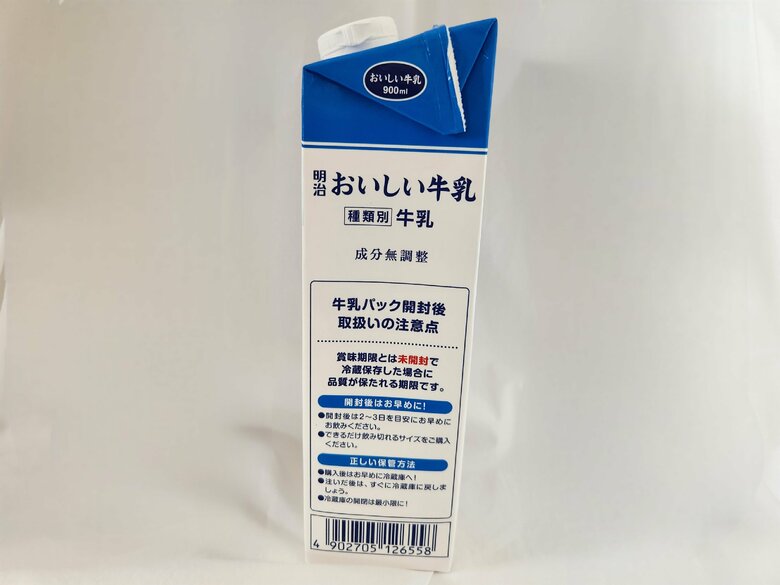 おいしい牛乳
900ml
明治 おいしい牛乳
種類別 牛乳
成分無調整
牛乳パック開封後
取扱いの注意点
賞味期限とは未開封で
冷蔵保存した場合に
品質が保たれる期限です。
開封後はお早めに!
●開封後は2~3日を目安にお早めに
お飲みください。
●できるだけ飲み切れるサイズをご購入
ください。
正しい保管方法
●購入後はお早めに冷蔵庫へ!
●注いだ後は、すぐに冷蔵庫に戻しま
しょう。
●冷蔵庫の開閉は最小限に!
4 902705 126558